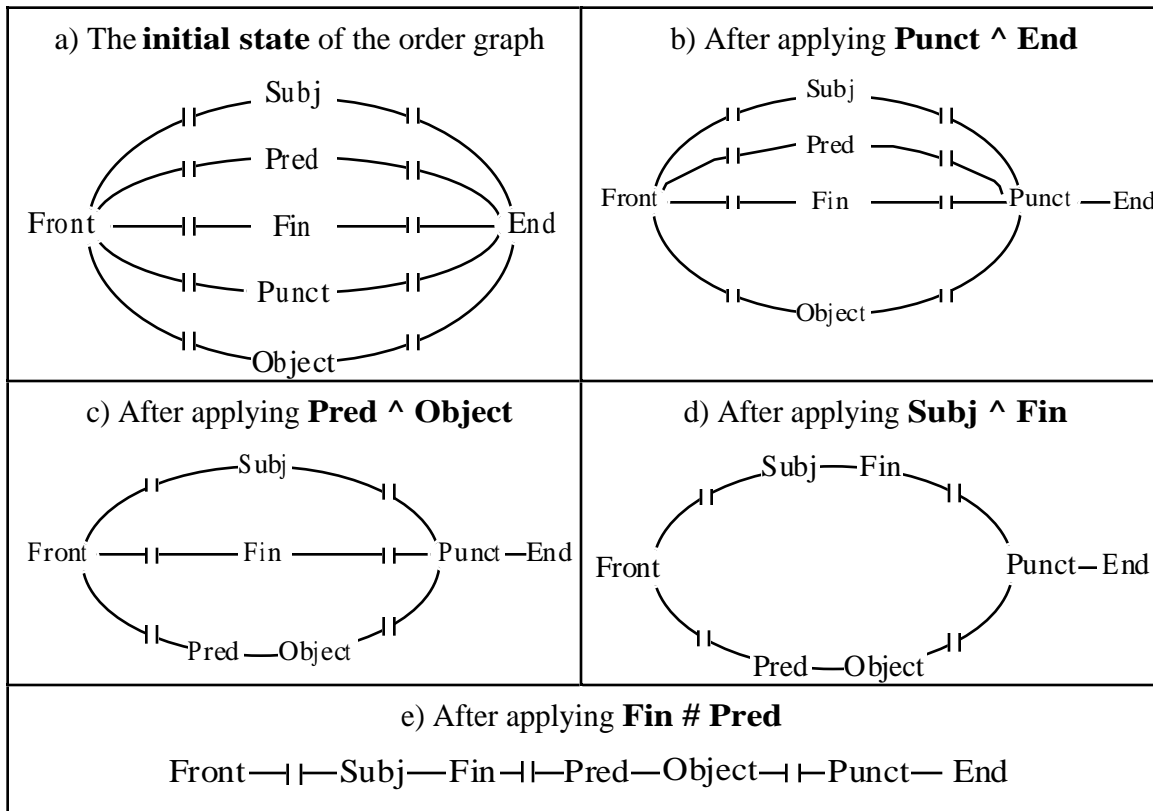 a) The initial state of the order graph
Subj
Pred
Front Fin End
Punct
Object
b) After applying Punct ^ End
Subj
Pred
Front Fin Punct End
Object
c) After applying Pred ^ Object
Subj
Front Fin Punct End
Pred Object
d) After applying Subj ^ Fin
Subj Fin
Front Punct End
Pred Object
e) After applying Fin # Pred
Front Subj Fin Pred Object Punct End